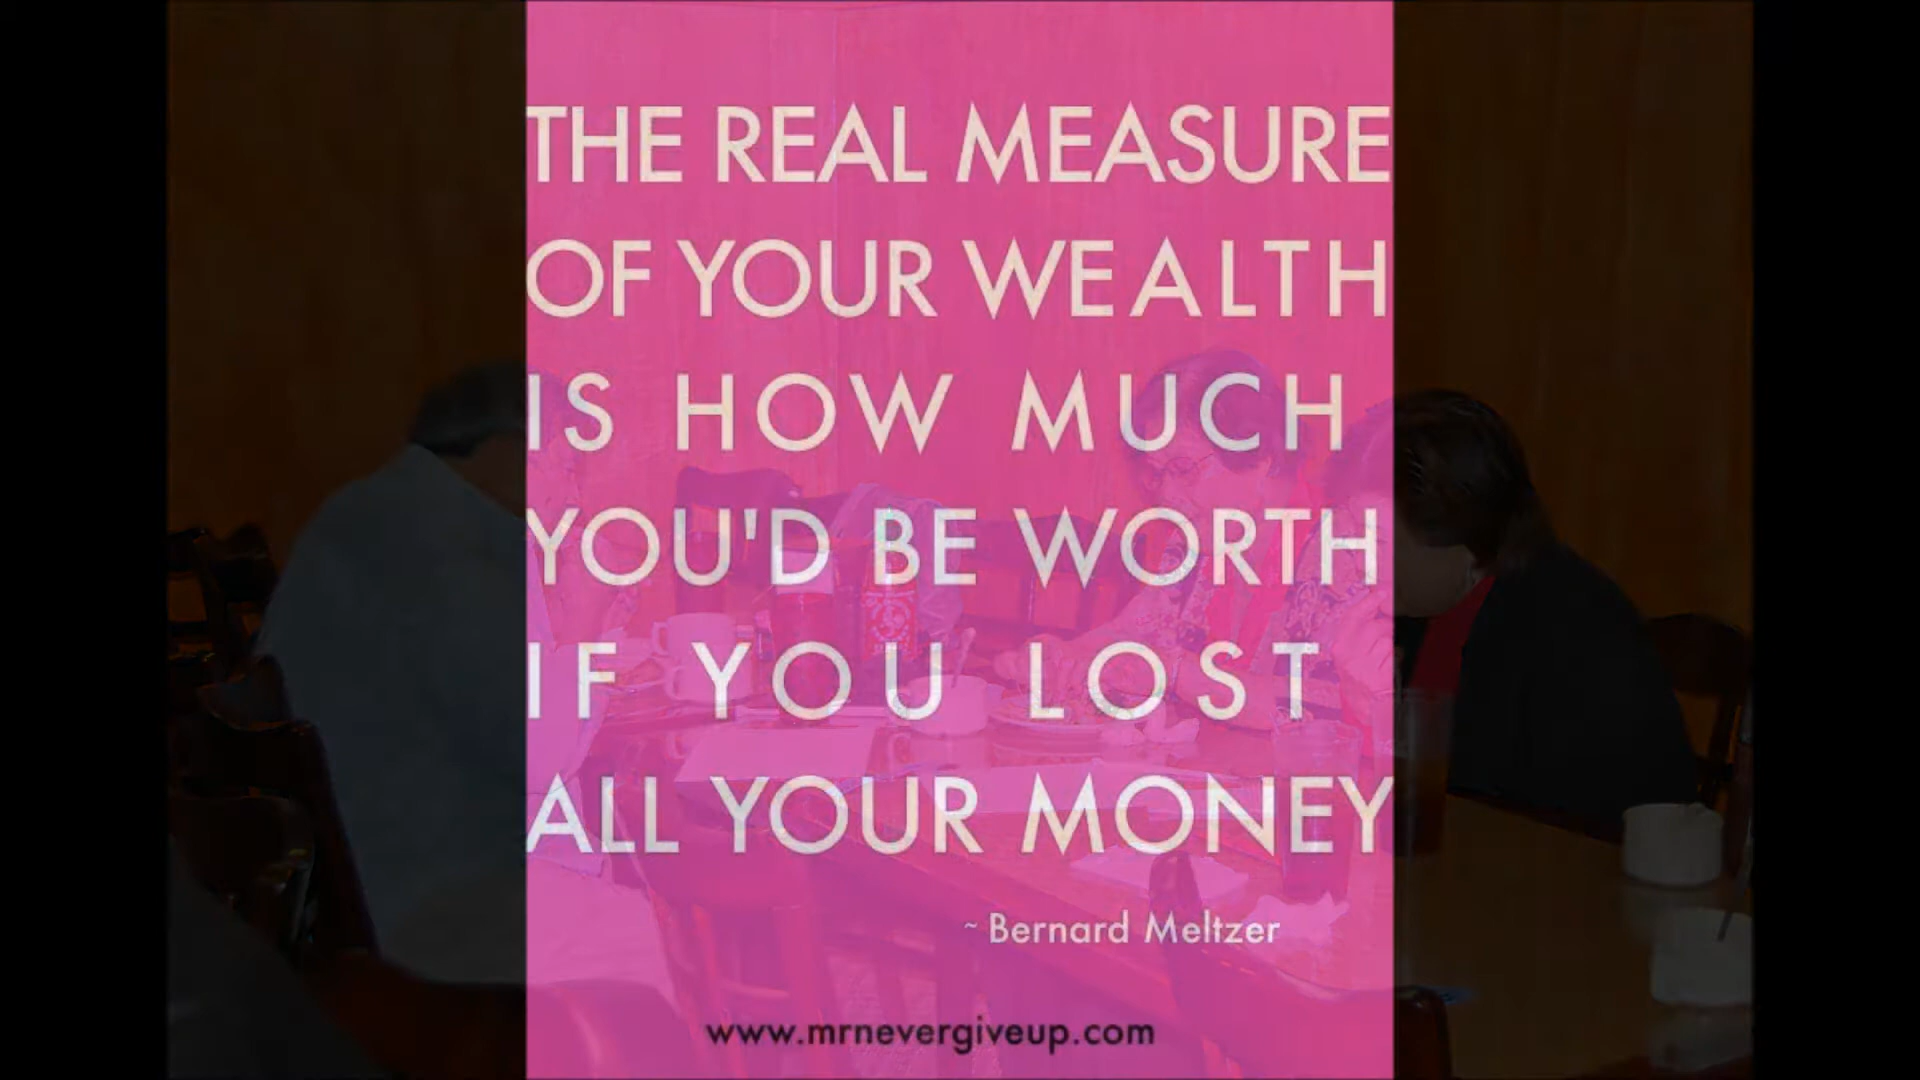 THE REAL MEASURE
OF YOUR WEALTH
IS HOW MUCH
YOU'D BE WORTH
IF YOU LOST
ALL YOUR MONEY
~ Bernard Meltzer
www.mrnevergiveup.com